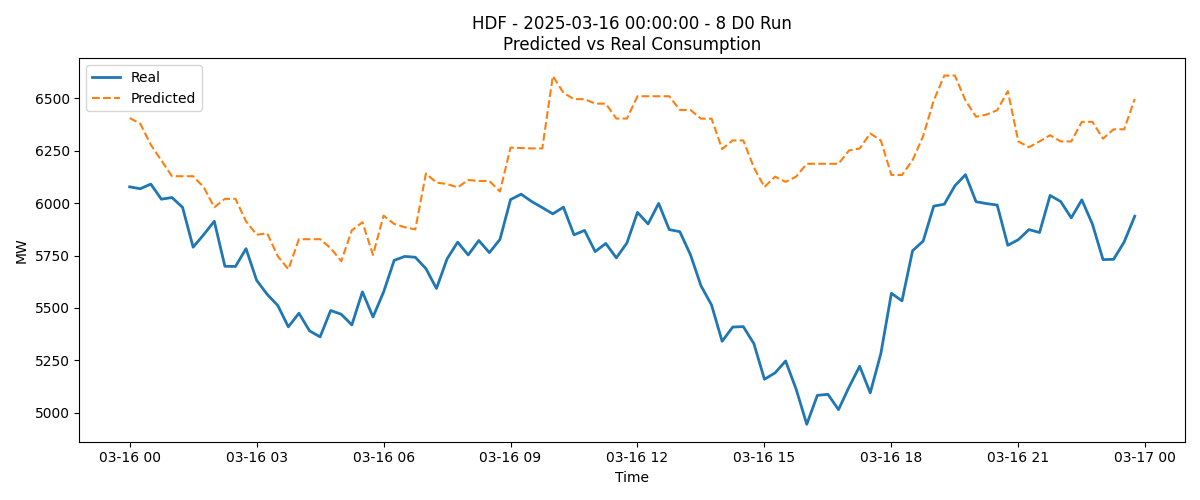 HDF - 2025-03-16 00:00:00 - 8 D0 Run
Predicted vs Real Consumption
Real
Predicted
6500
6250
6000
5750
5500
5250
5000
MW
03-16 00 03-16 03 03-16 06 03-16 09 03-16 12 03-16 15 03-16 18 03-16 21 03-17 00
Time